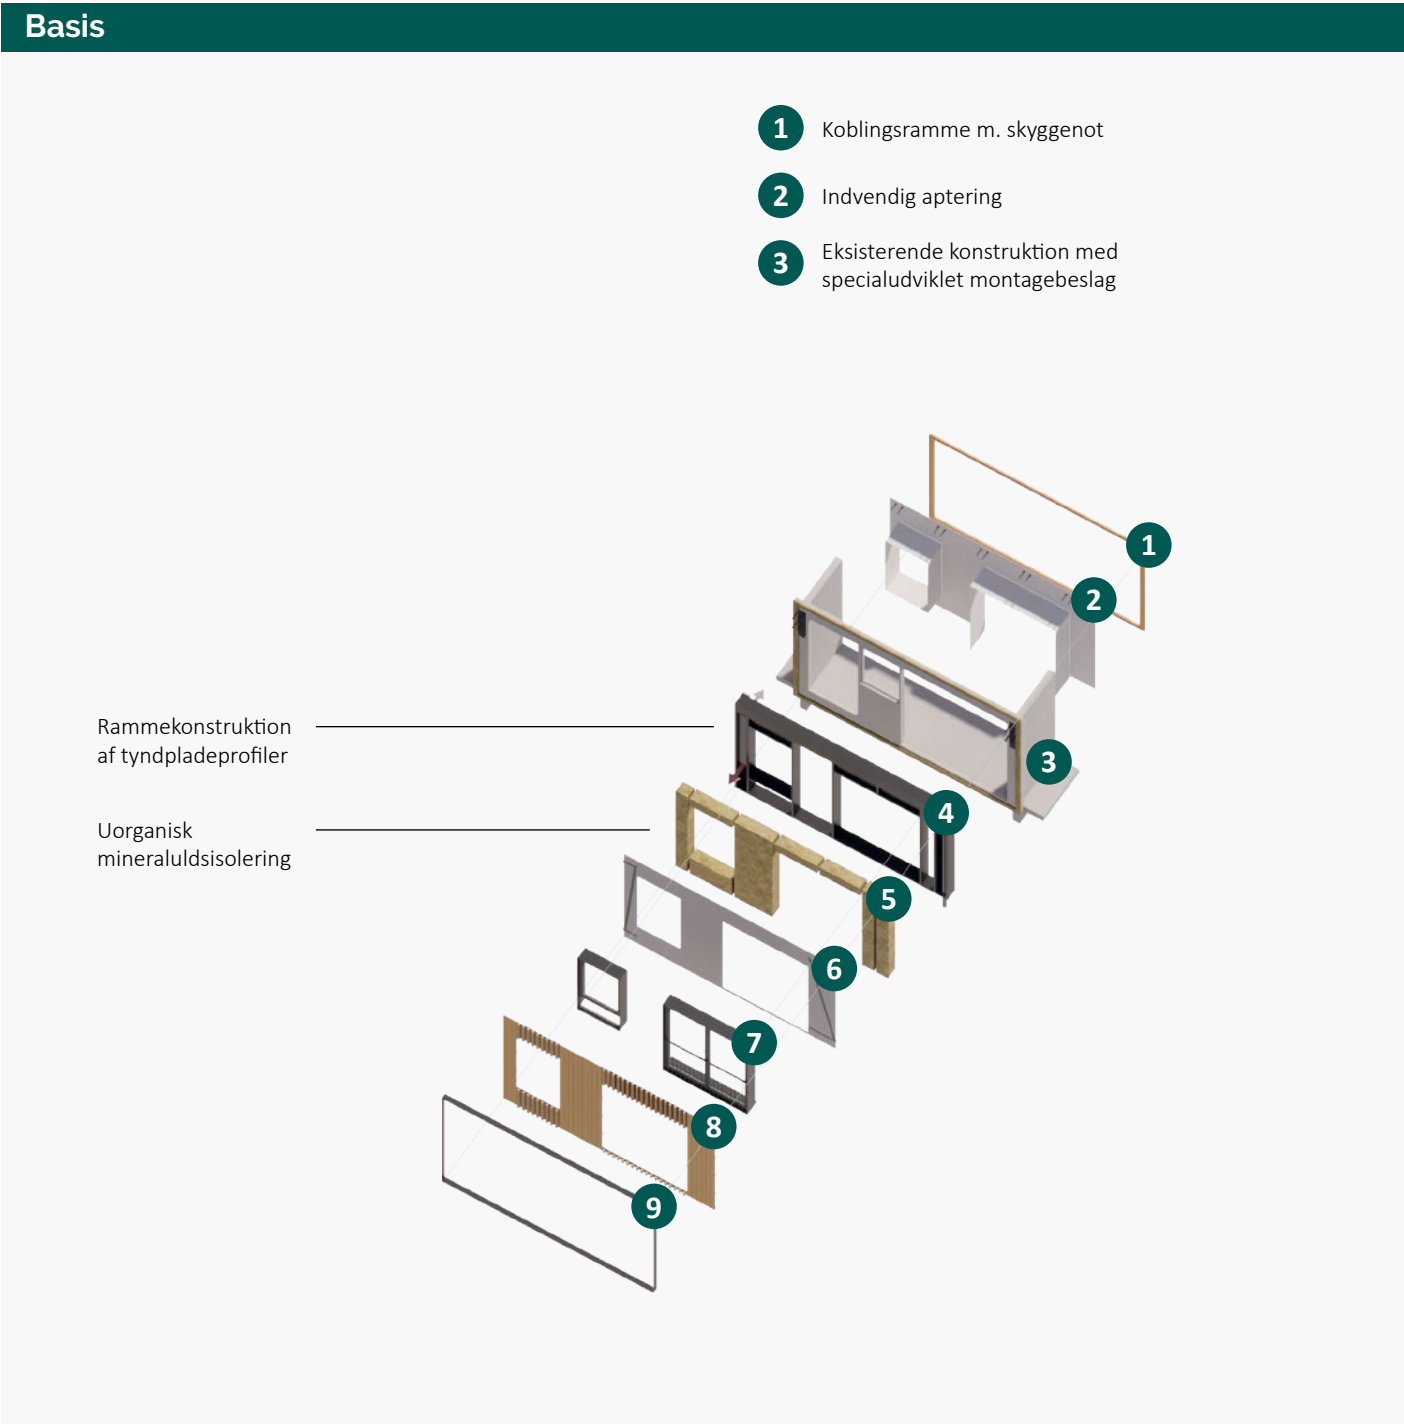 Basis
1 Koblingsramme m. skyggenot
2 Indvendig aptering
3 Eksisterende konstruktion med
specialudviklet montagebeslag
1
2
Rammekonstruktion
af tyndpladeprofiler
3
4
Uorganisk
mineraluldsisolering
5
6
7
8
9